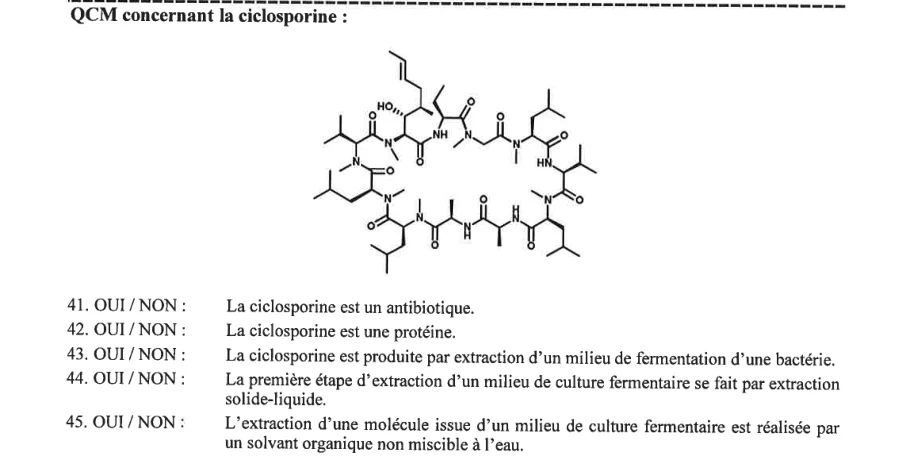 QCM concernant la ciclosporine :
HO,,,
O
O
O
O
O
N
NH
N
N
O
N
O
HN
N
O
N
O
N
O
N
H
O
H
N
O
41. OUI / NON : La ciclosporine est un antibiotique.
42. OUI / NON : La ciclosporine est une protéine.
43. OUI / NON : La ciclosporine est produite par extraction d'un milieu de fermentation d'une bactérie.
44. OUI / NON : La première étape d'extraction d'un milieu de culture fermentaire se fait par extraction
solide-liquide.
45. OUI / NON : L'extraction d'une molécule issue d'un milieu de culture fermentaire est réalisée par
un solvant organique non miscible à l'eau.